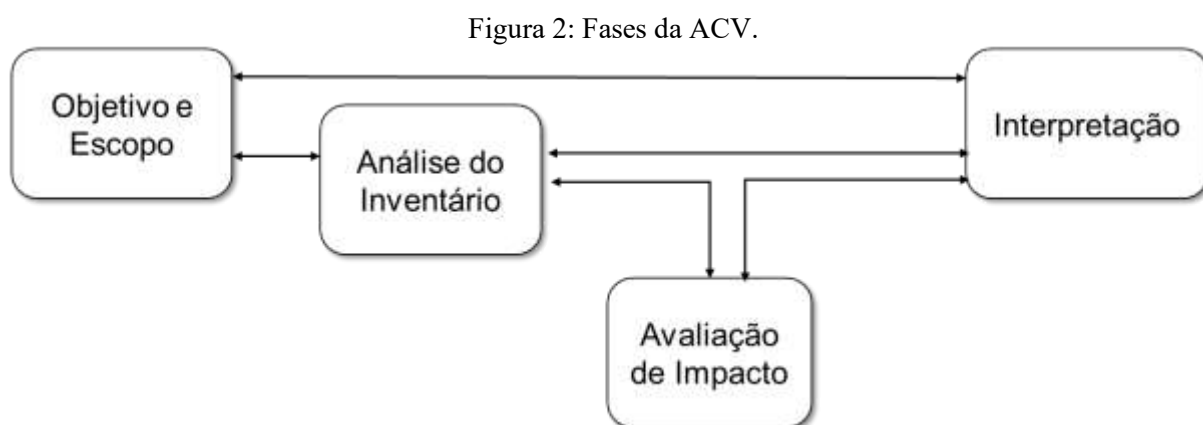 Figura 2: Fases da ACV.
Objetivo e
Escopo
Análise do
Inventário
Interpretação
Avaliação
de Impacto